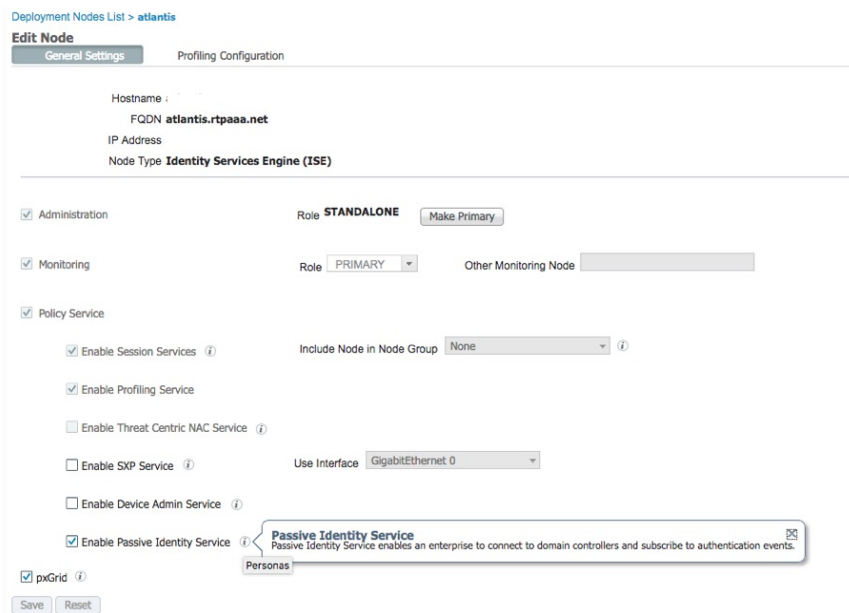 Deployment Nodes List > atlantis
Edit Node
General Settings Profiling Configuration
Hostname
FQDN atlantis.rtpaaa.net
IP Address
Node Type Identity Services Engine (ISE)
Administration Role STANDALONE Make Primary
Monitoring Role PRIMARY Other Monitoring Node
Policy Service
Enable Session Services Include Node in Node Group None
Enable Profiling Service
Enable Threat Centric NAC Service
Enable SXP Service Use Interface GigabitEthernet 0
Enable Device Admin Service
Enable Passive Identity Service
Passive Identity Service
Passive Identity Service enables an enterprise to connect to domain controllers and subscribe to authentication events.
Personas
pxGrid
Save Reset